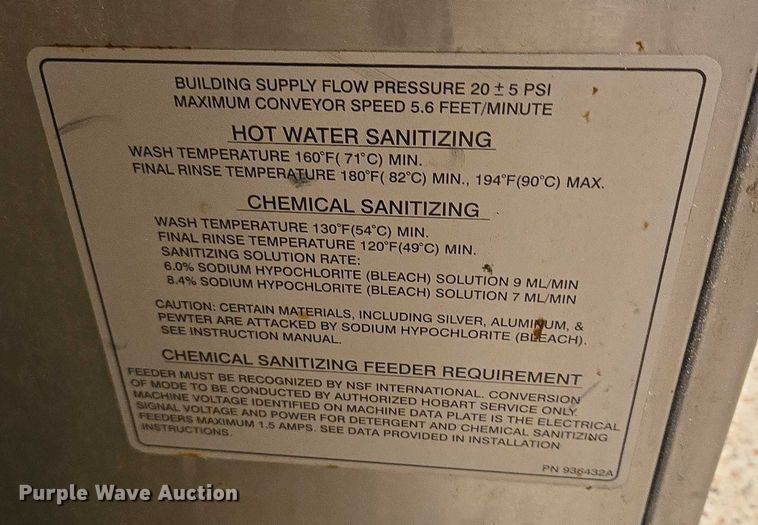 BUILDING SUPPLY FLOW PRESSURE 20 ± 5 PSI
MAXIMUM CONVEYOR SPEED 5.6 FEET/MINUTE
HOT WATER SANITIZING
WASH TEMPERATURE 160°F( 71°C) MIN.
FINAL RINSE TEMPERATURE 180°F( 82°C) MIN., 194°F(90°C) MAX.
CHEMICAL SANITIZING
WASH TEMPERATURE 130°F(54°C) MIN.
FINAL RINSE TEMPERATURE 120°F(49°C) MIN.
SANITIZING SOLUTION RATE:
6.0% SODIUM HYPOCHLORITE (BLEACH) SOLUTION 9 ML/MIN
8.4% SODIUM HYPOCHLORITE (BLEACH) SOLUTION 7 ML/MIN
CAUTION: CERTAIN MATERIALS, INCLUDING SILVER, ALUMINUM, &
PEWTER ARE ATTACKED BY SODIUM HYPOCHLORITE (BLEACH).
SEE INSTRUCTION MANUAL.
CHEMICAL SANITIZING FEEDER REQUIREMENT
FEEDER MUST BE RECOGNIZED BY NSF INTERNATIONAL. CONVERSION
OF MODE TO BE CONDUCTED BY AUTHORIZED HOBART SERVICE ONLY.
MACHINE VOLTAGE IDENTIFIED ON MACHINE DATA PLATE IS THE ELECTRICAL
SIGNAL VOLTAGE AND POWER FOR DETERGENT AND CHEMICAL SANITIZING
FEEDERS MAXIMUM 1.5 AMPS. SEE DATA PROVIDED IN INSTALLATION
INSTRUCTIONS.
PN 936432A
Purple Wave Auction